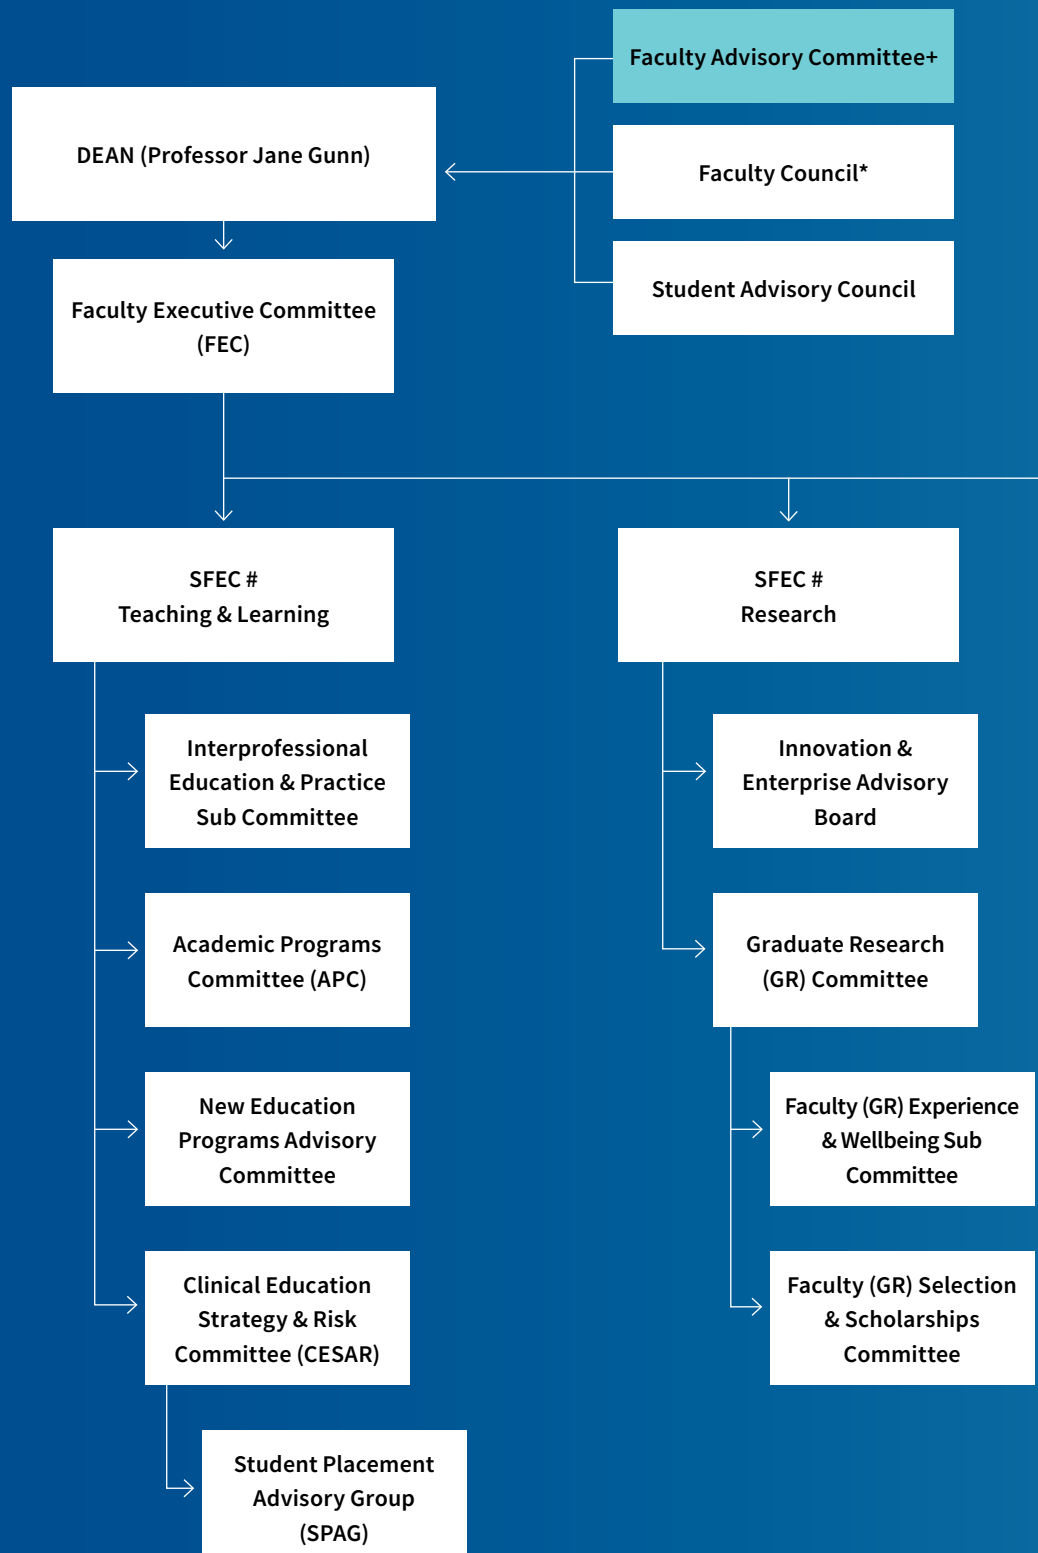 Faculty Advisory Committee+
DEAN (Professor Jane Gunn)
Faculty Council*
Student Advisory Council
Faculty Executive Committee
(FEC)
SFEC #
Teaching & Learning
Interprofessional
Education & Practice
Sub Committee
Academic Programs
Committee (APC)
New Education
Programs Advisory
Committee
Clinical Education
Strategy & Risk
Committee (CESAR)
Student Placement
Advisory Group
(SPAG)
SFEC #
Research
Innovation &
Enterprise Advisory
Board
Graduate Research
(GR) Committee
Faculty (GR) Experience
& Wellbeing Sub
Committee
Faculty (GR) Selection
& Scholarships
Committee